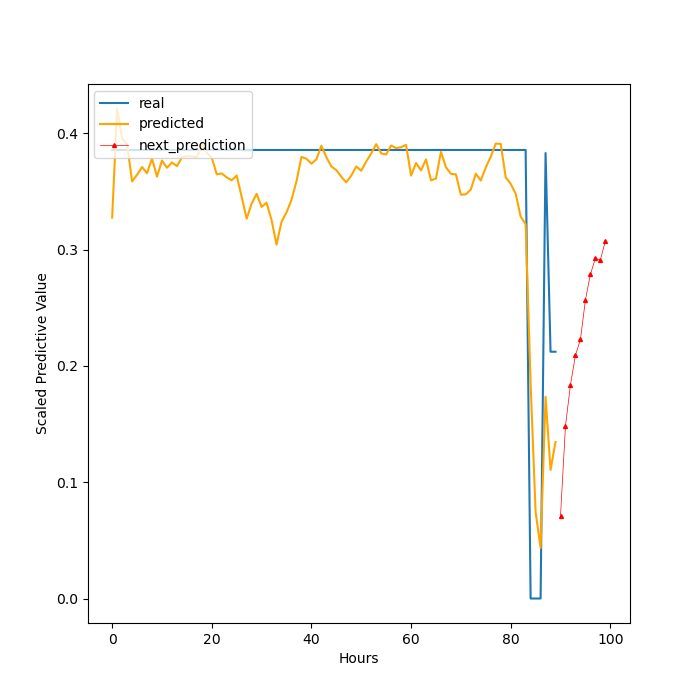 real
predicted
next_prediction
0.4
0.3
0.2
0.1
0.0
Scaled Predictive Value
0 20 40 60 80 100
Hours